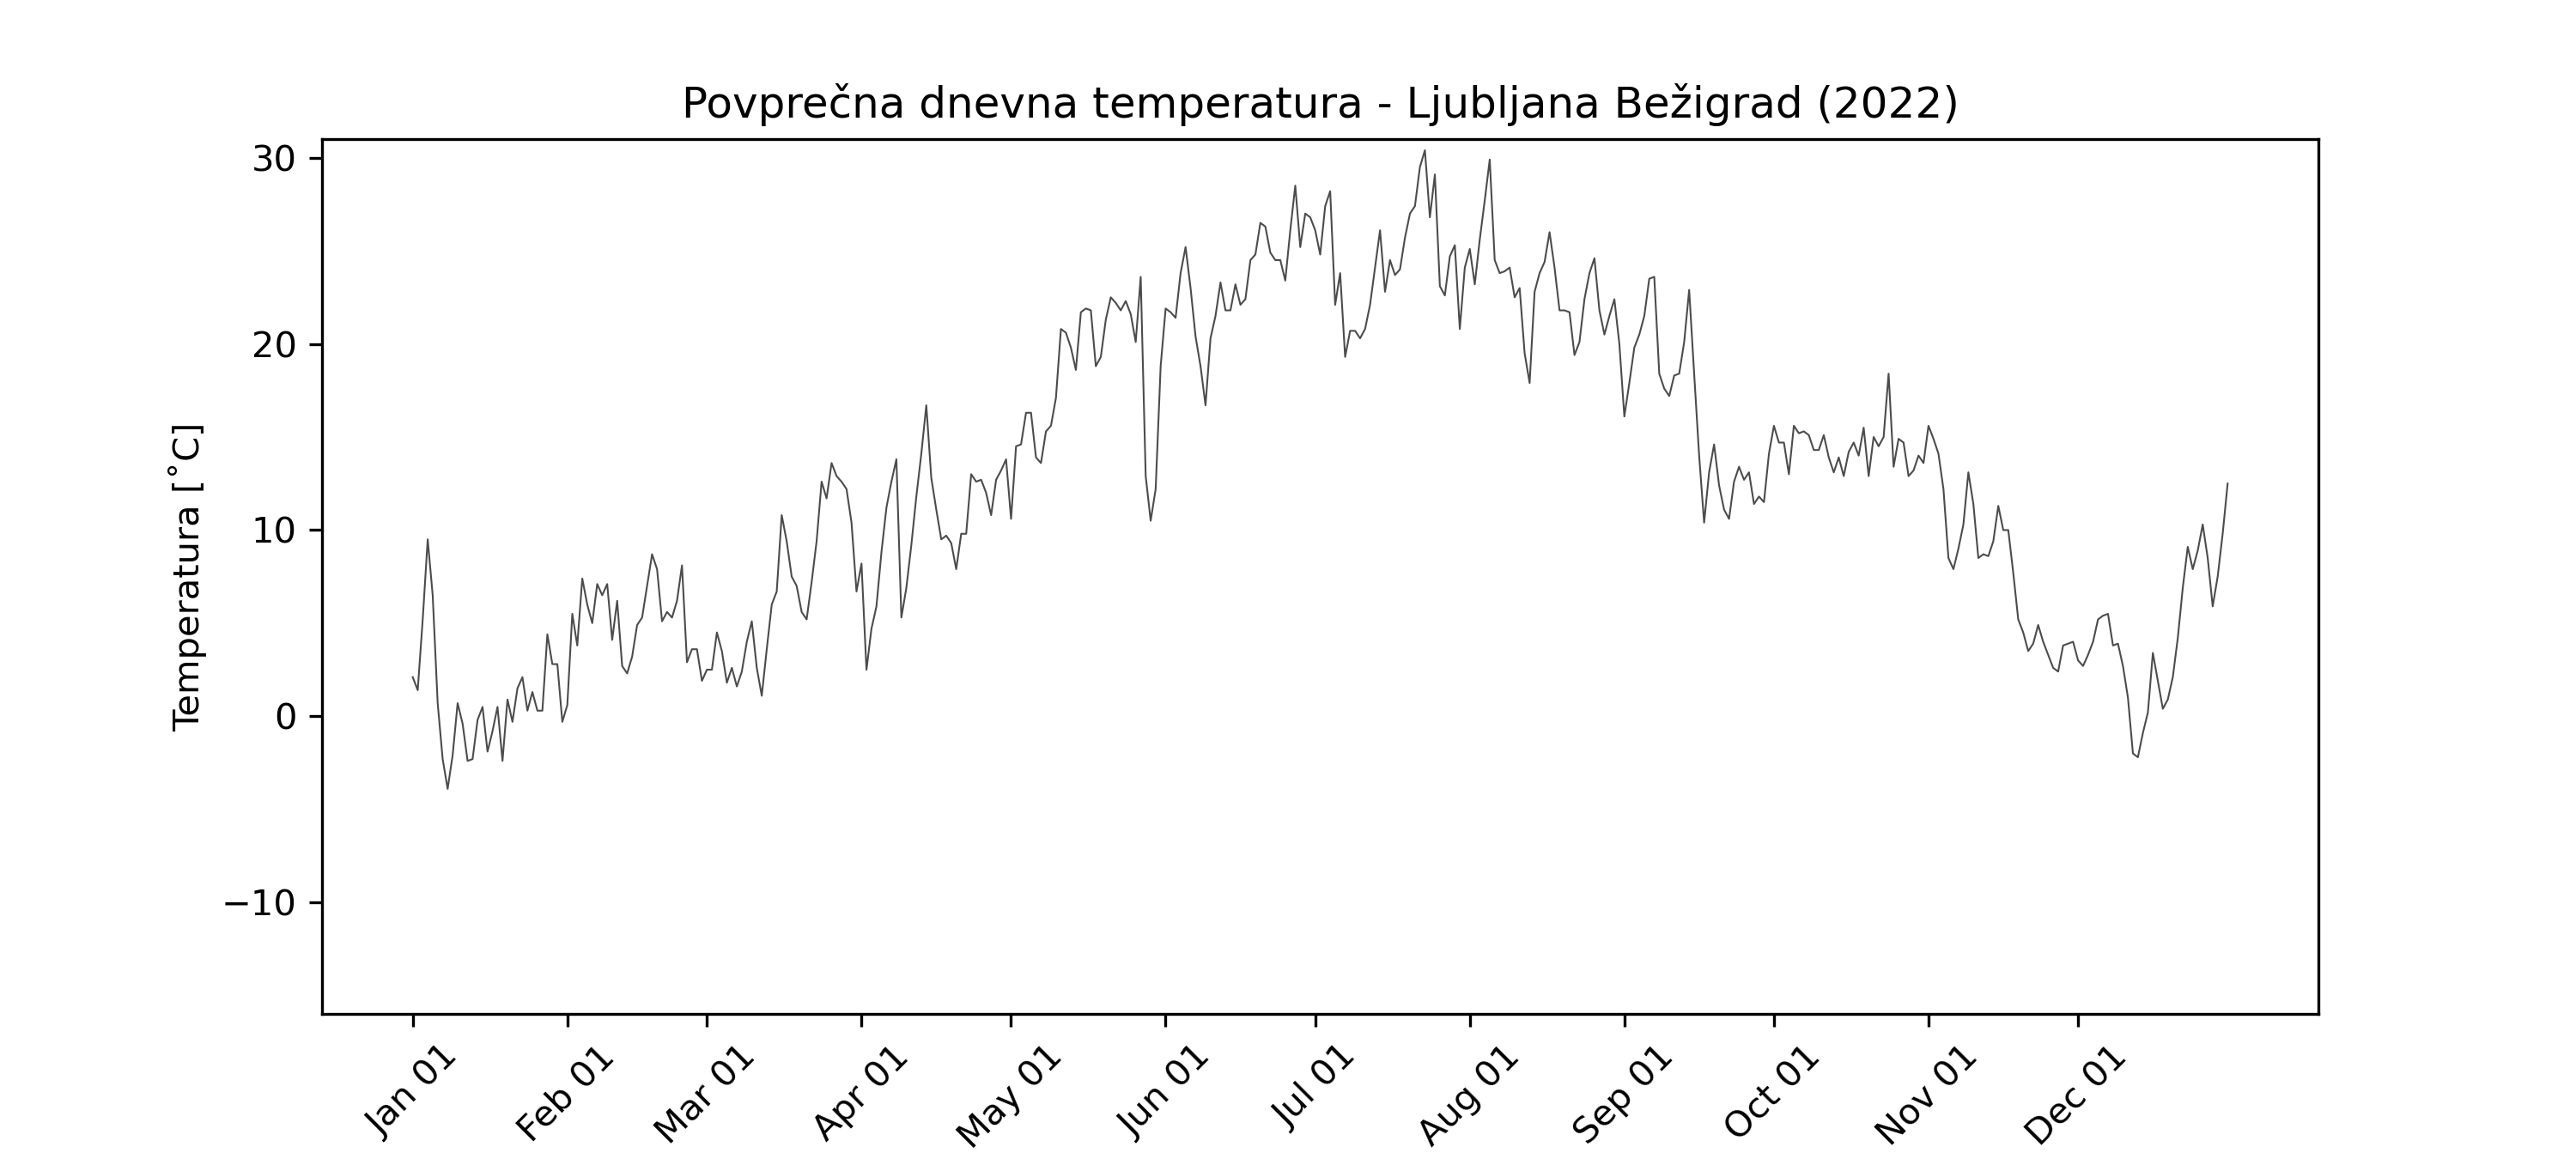 Povprečna dnevna temperatura - Ljubljana Bežigrad (2022)
30
20
10
0
−10
Temperatura [˚C]
Jan 01
Feb 01
Mar 01
Apr 01
May 01
Jun 01
Jul 01
Aug 01
Sep 01
Oct 01
Nov 01
Dec 01